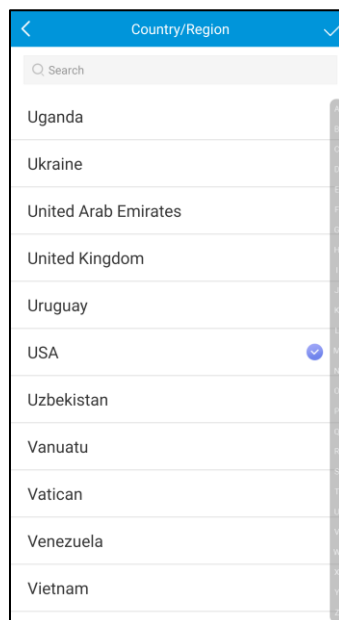 Country/Region
Search
Uganda
Ukraine
United Arab Emirates
United Kingdom
Uruguay
USA
Uzbekistan
Vanuatu
Vatican
Venezuela
Vietnam
A
B
C
D
E
F
G
H
I
J
K
L
M
N
O
P
Q
R
S
T
U
V
W
X
Y
Z